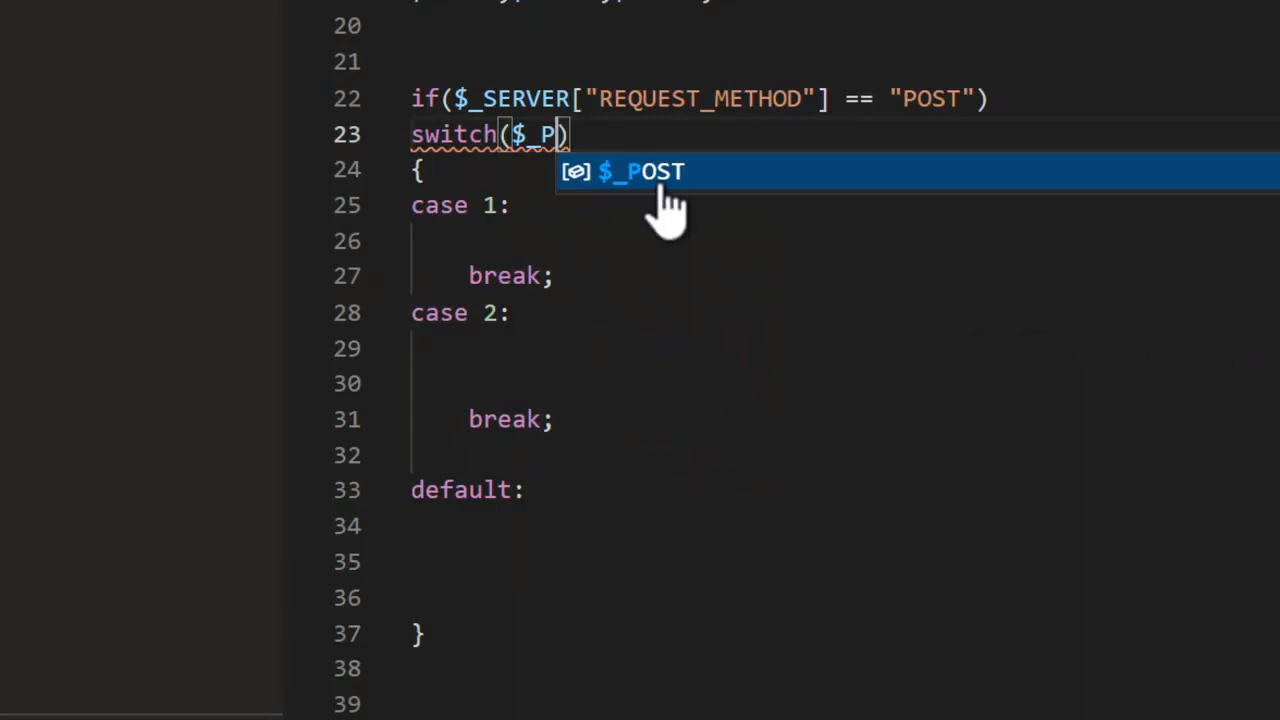 20
21
22 if($_SERVER["REQUEST_METHOD"] == "POST")
23 switch($_P)
$_POST
24 {
25 case 1:
26
27 break;
28 case 2:
29
30
31 break;
32
33 default:
34
35
36
37 }
38
39